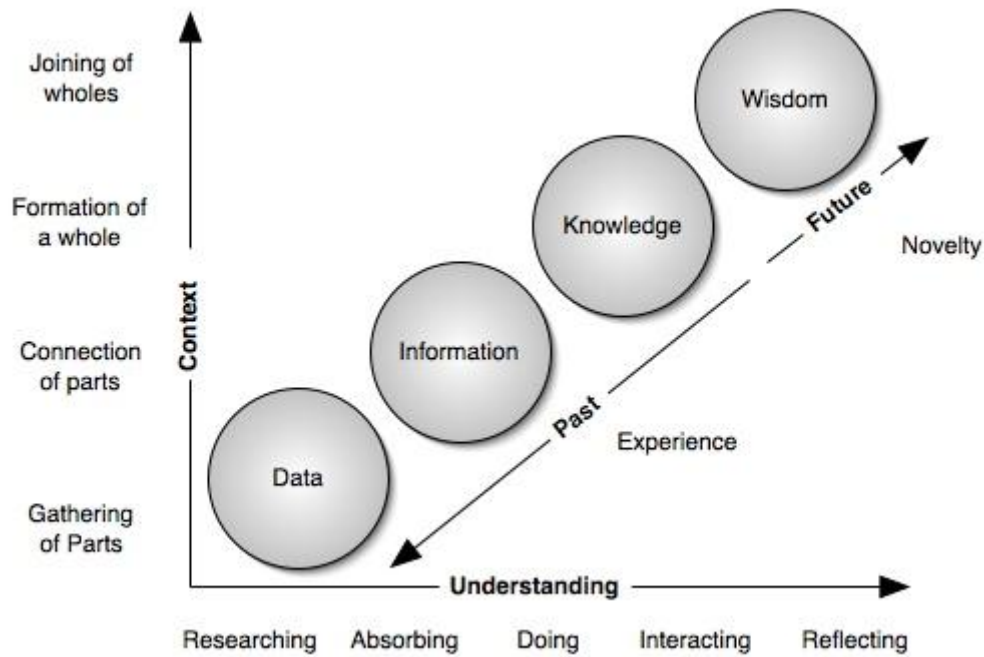 Joining of
wholes
Wisdom
Formation of
a whole
Knowledge
Future
Novelty
Context
Connection
of parts
Information
Past
Experience
Data
Gathering
of Parts
Understanding
Researching
Absorbing
Doing
Interacting
Reflecting